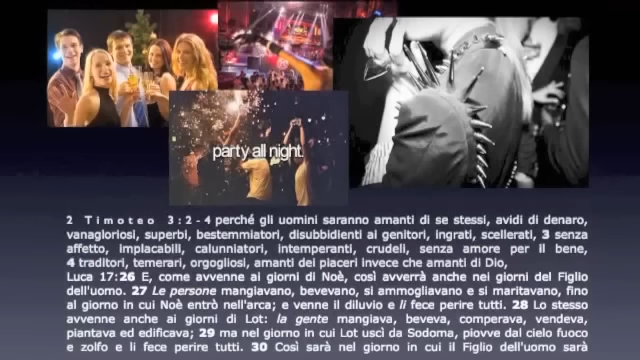 party all night.
2 Timoteo 3:2-4 perché gli uomini saranno amanti di se stessi, avidi di denaro,
vanagloriosi, superbi, bestemmiatori, disubbidienti ai genitori, ingrati, scellerati, 3 senza
affetto, implacabili, calunniatori, intemperanti, crudeli, senza amore per il bene,
4 traditori, temerari, orgogliosi, amanti dei piaceri invece che amanti di Dio,
Luca 17:26 E, come avvenne ai giorni di Noè, così avverrà anche nei giorni del Figlio
dell'uomo. 27 Le persone mangiavano, bevevano, si ammogliavano e si maritavano, fino
al giorno in cui Noè entrò nell'arca; e venne il diluvio e li fece perire tutti. 28 Lo stesso
avvenne anche ai giorni di Lot: la gente mangiava, beveva, comperava, vendeva,
piantava ed edificava; 29 ma nel giorno in cui Lot uscì da Sodoma, piovve dal cielo fuoco
e zolfo e li fece perire tutti. 30 Così sarà nel giorno in cui il Figlio dell'uomo sarà